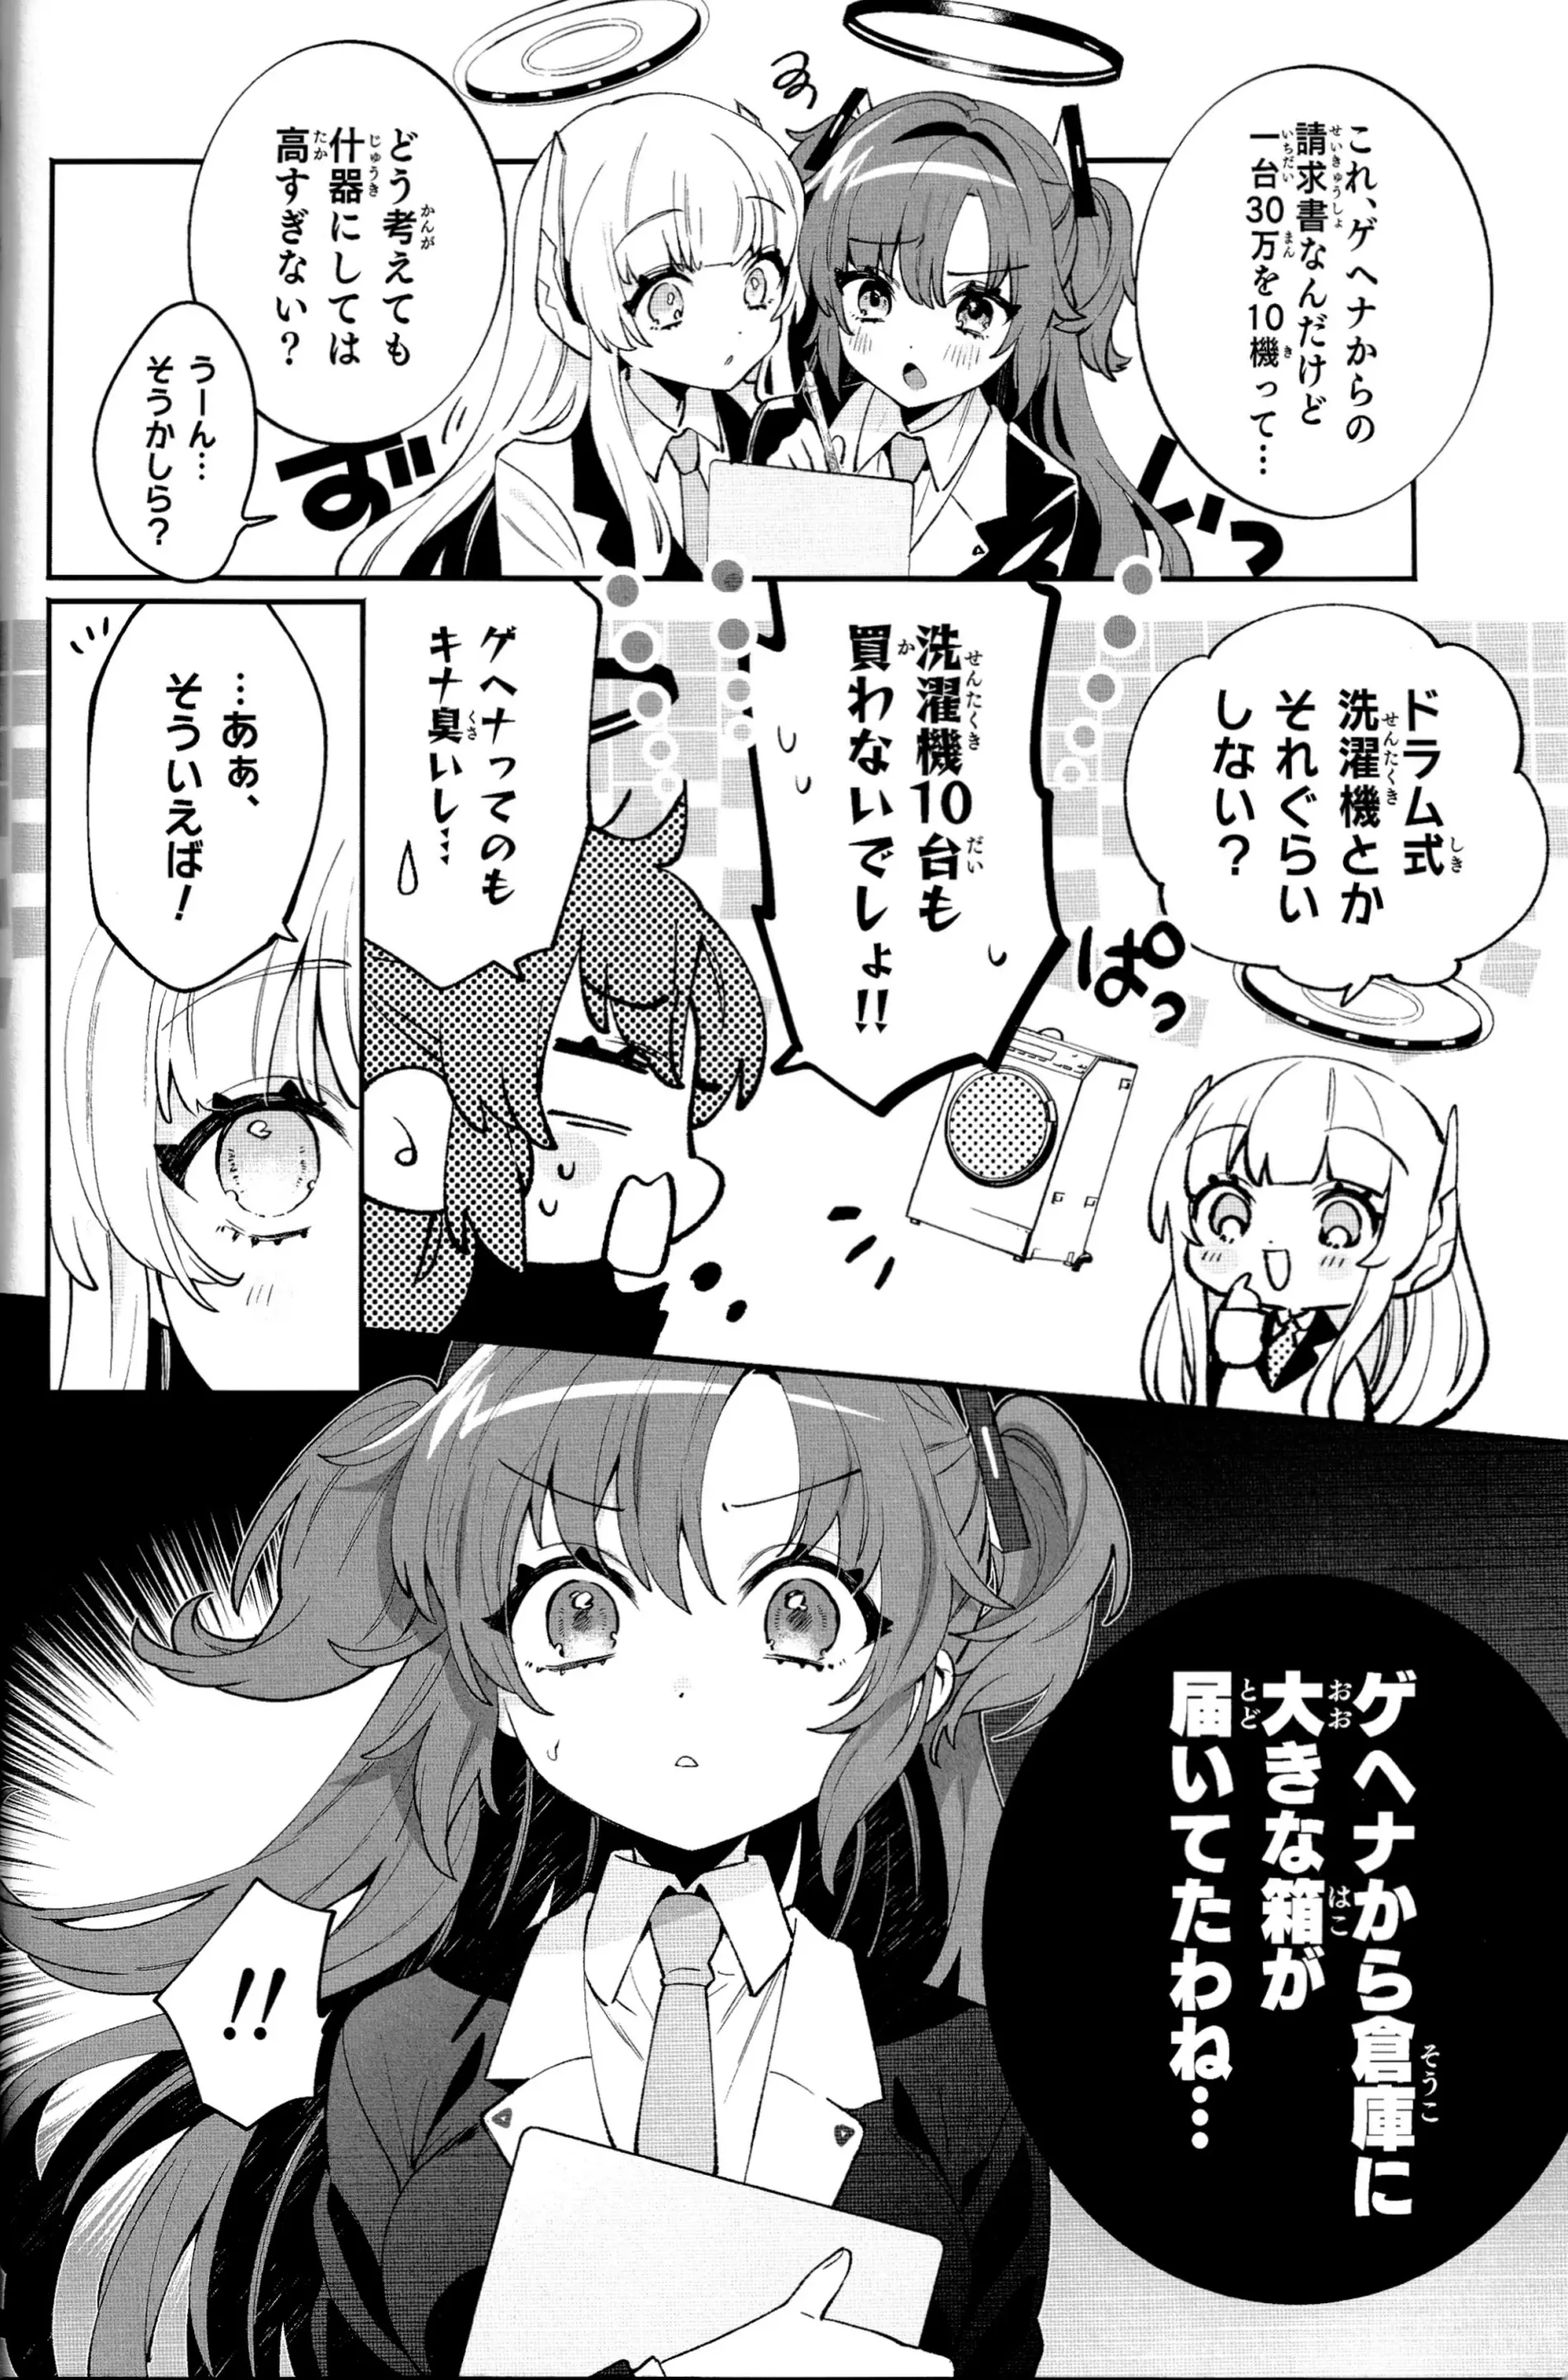 これ、ゲヘナからの
請求書なんだけど
一台30万を10機って…
どう考えても
什器にしては
高すぎない？
うーん…
そうかしら？
ずいっ
ドラム式
洗濯機とか
それぐらい
しない？
ぱっ
洗濯機10台も
買わないでしょ!!
ゲヘナってのも
キナ臭いし…
…あぁ、
そういえば！
ゲヘナから倉庫に
大きな箱が
届いてたわね…
!!